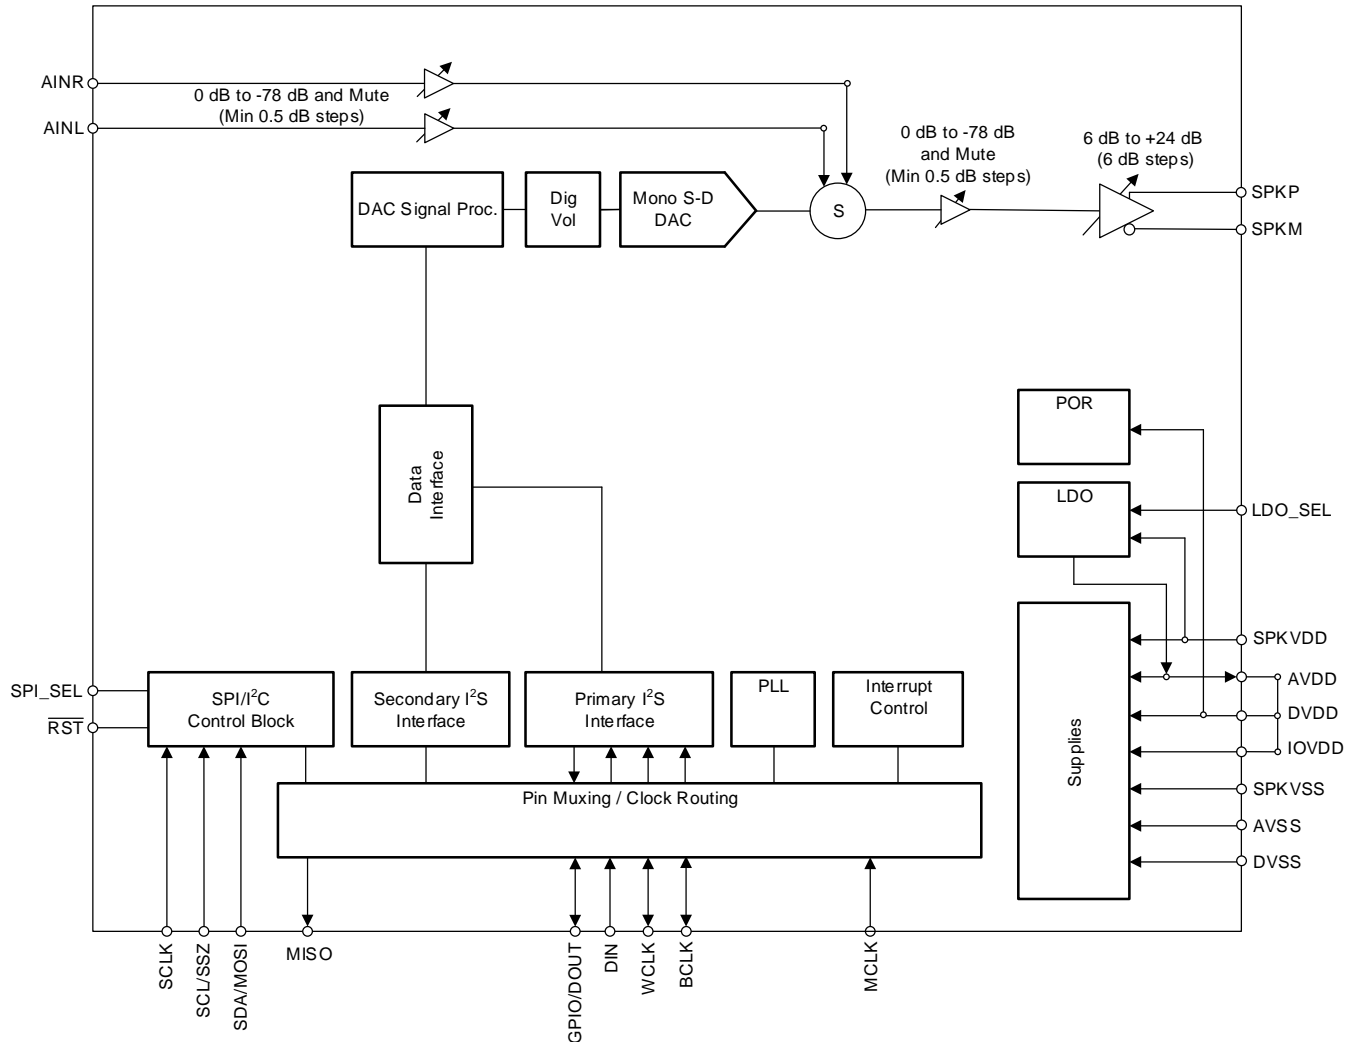 AINR
0 dB to -78 dB and Mute
(Min 0.5 dB steps)
AINL
0 dB to -78 dB
and Mute
(Min 0.5 dB steps)
6 dB to +24 dB
(6 dB steps)
DAC Signal Proc.
Dig
Vol
Mono S-D
DAC
S
SPKP
SPKM
POR
Data
Interface
LDO
LDO_SEL
Supplies
SPKVDD
AVDD
DVDD
IOVDD
SPKVSS
AVSS
DVSS
SPI_SEL
RST
SPI/I²C
Control Block
Secondary I²S
Interface
Primary I²S
Interface
PLL
Interrupt
Control
Pin Muxing / Clock Routing
SCLK
SCL/SSZ
SDA/MOSI
MISO
GPIO/DOUT
DIN
WCLK
BCLK
MCLK